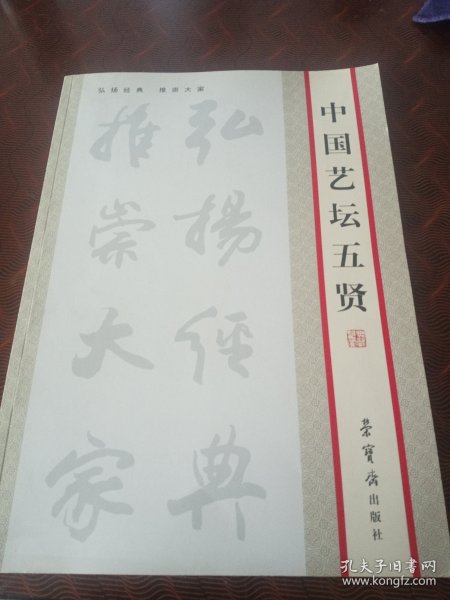 弘扬经典 推崇大家
弘揚經典
推崇大家
中国艺坛五贤
荣寶斋出版社
孔夫子旧书网
www.kongfz.com